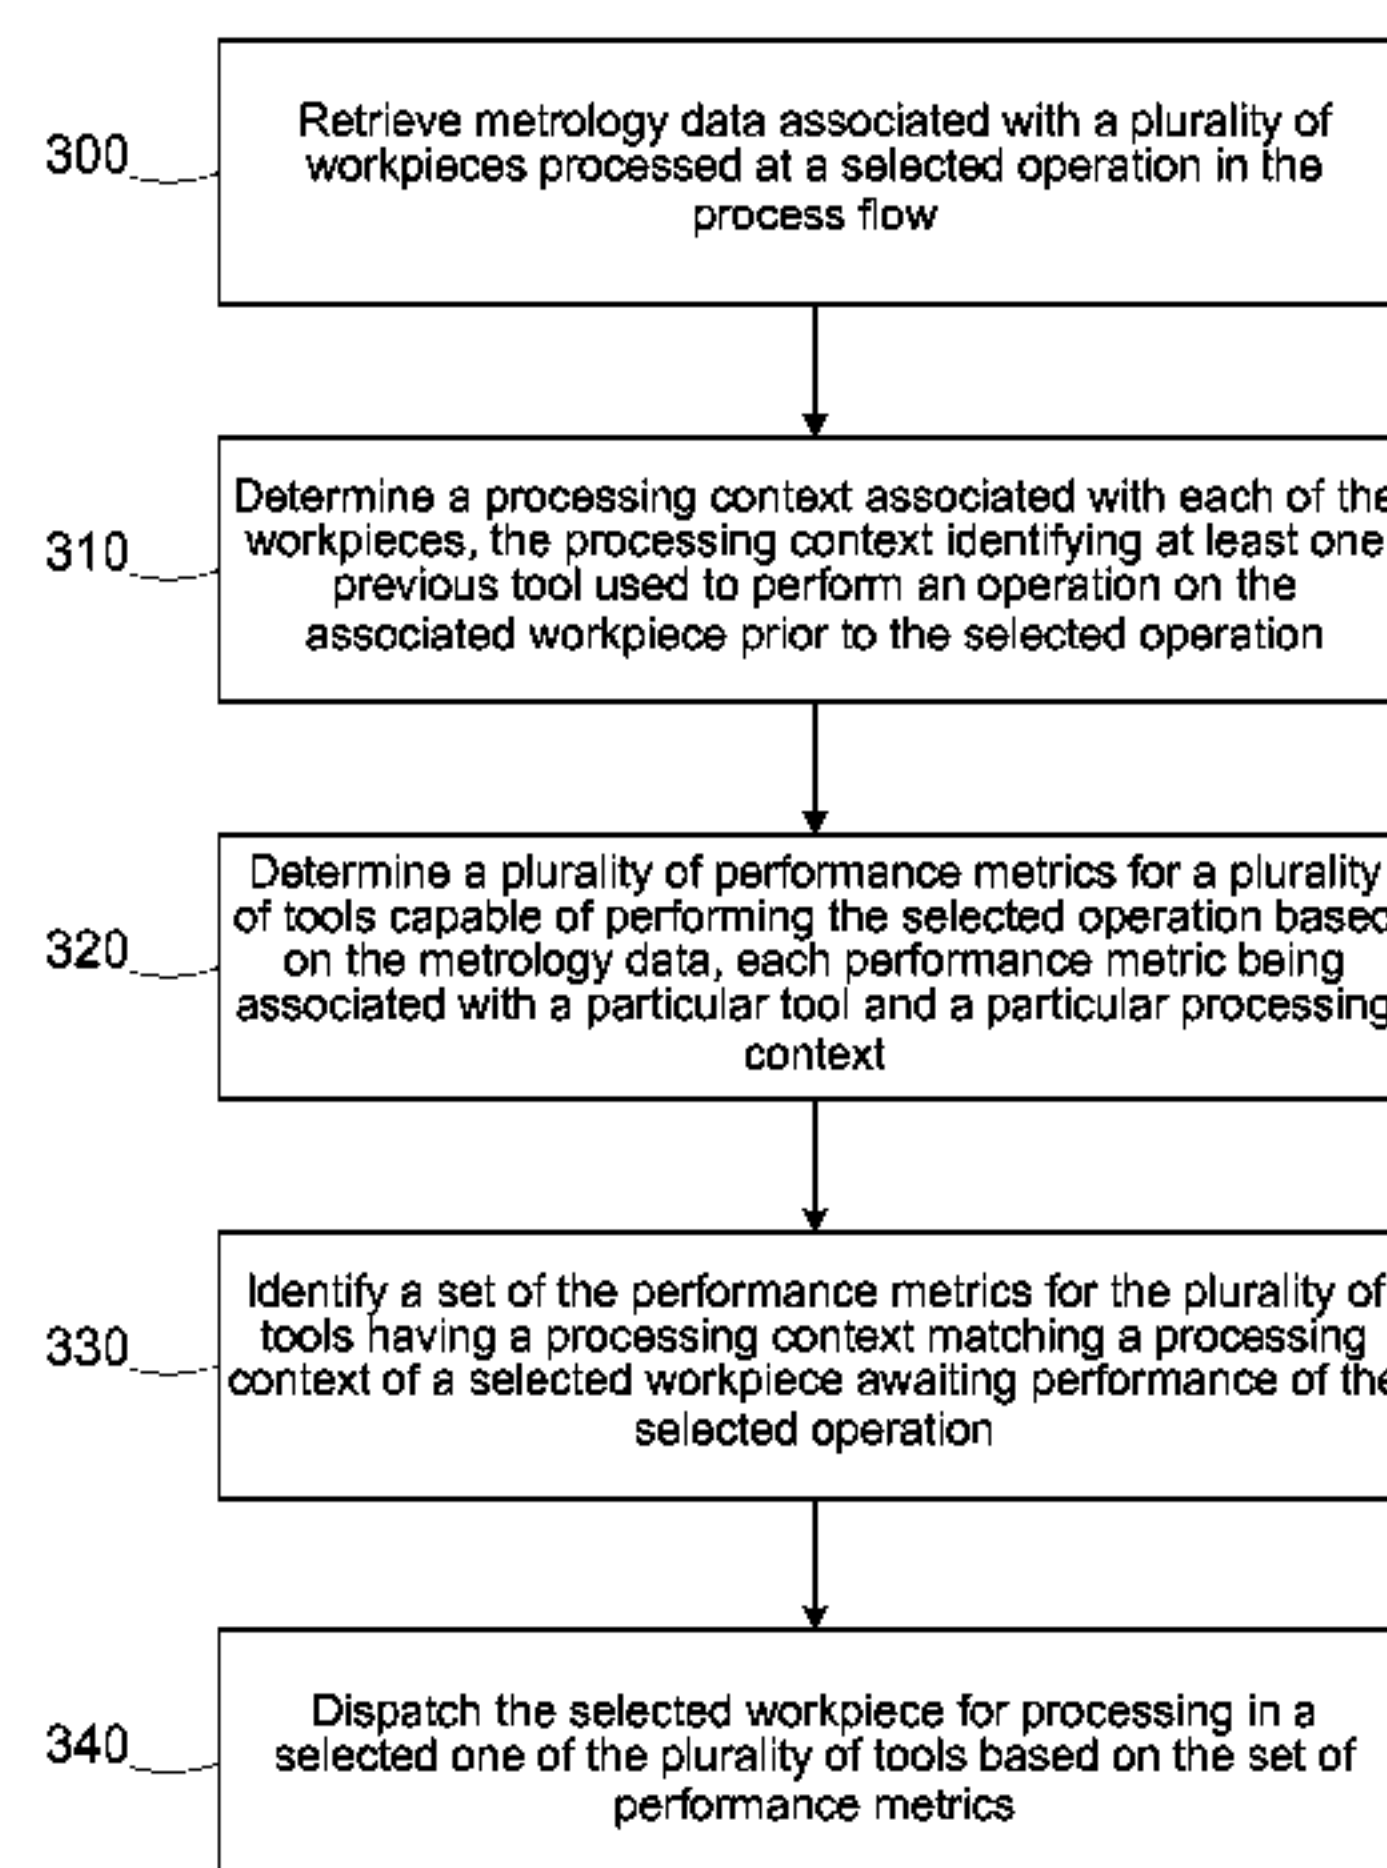 300
Retrieve metrology data associated with a plurality of
workpieces processed at a selected operation in the
process flow
310
Determine a processing context associated with each of the
workpieces, the processing context identifying at least one
previous tool used to perform an operation on the
associated workpiece prior to the selected operation
320
Determine a plurality of performance metrics for a plurality
of tools capable of performing the selected operation based
on the metrology data, each performance metric being
associated with a particular tool and a particular processing
context
330
Identify a set of the performance metrics for the plurality of
tools having a processing context matching a processing
context of a selected workpiece awaiting performance of the
selected operation
340
Dispatch the selected workpiece for processing in a
selected one of the plurality of tools based on the set of
performance metrics